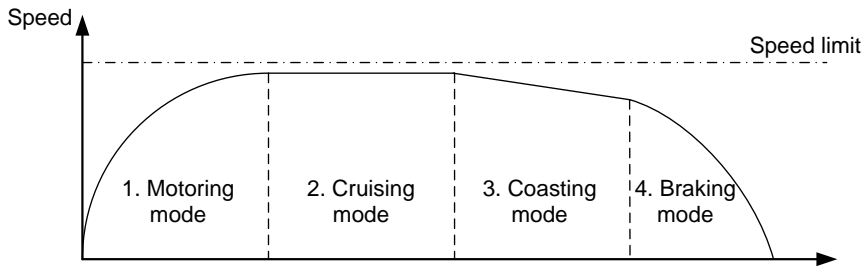 Speed
Speed limit
1. Motoring
mode
2. Cruising
mode
3. Coasting
mode
4. Braking
mode